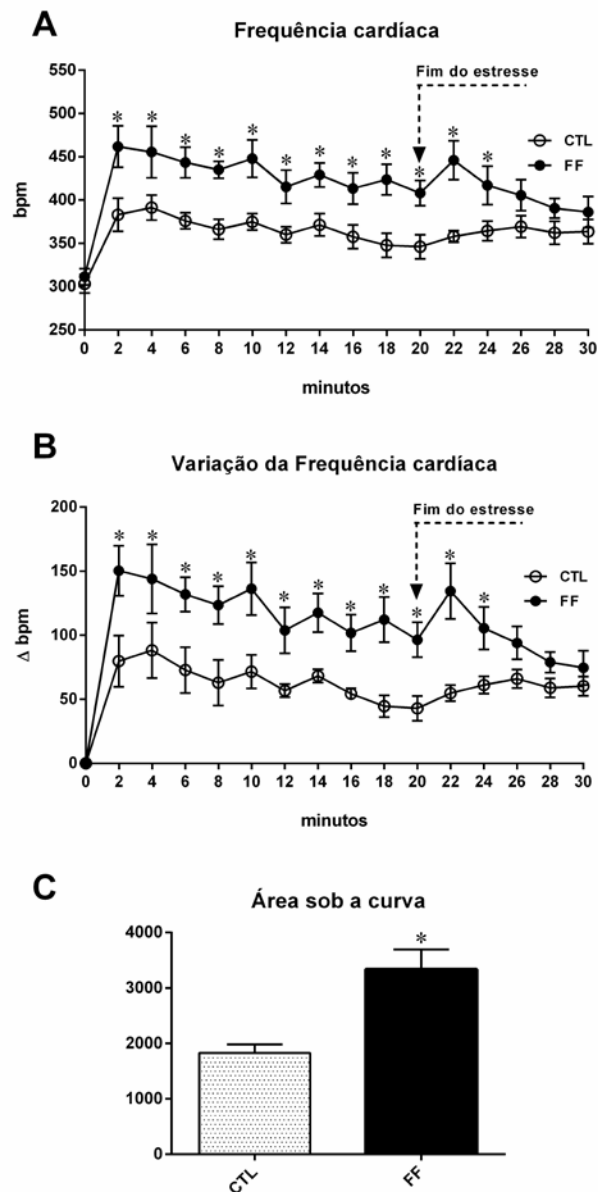 A
Frequência cardíaca
Fim do estresse
550
500
450
400
350
300
250
bpm
CTL
FF
* * * * * * * * * * * *
0 2 4 6 8 10 12 14 16 18 20 22 24 26 28 30
minutos
B
Variação da Frequência cardíaca
Fim do estresse
200
150
100
50
0
Δ bpm
CTL
FF
* * * * * * * * * * * *
0 2 4 6 8 10 12 14 16 18 20 22 24 26 28 30
minutos
C
Área sob a curva
4000
3000
2000
1000
0
*
CTL
FF